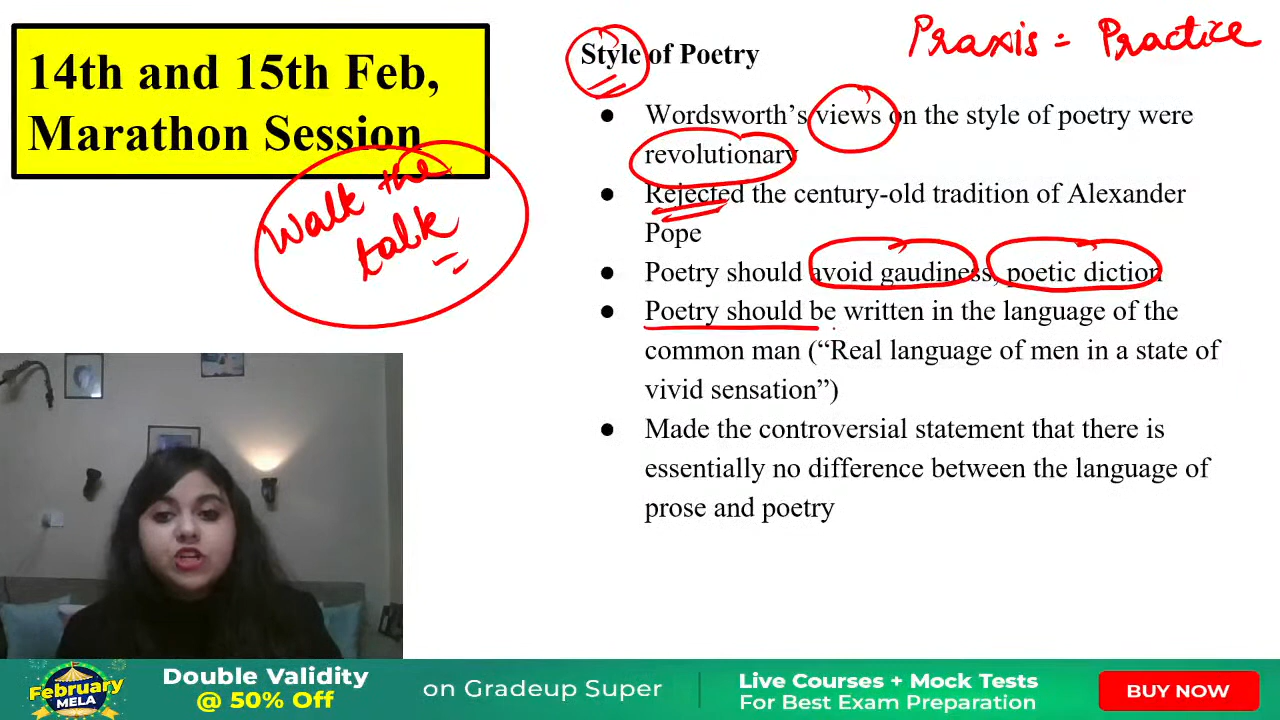 14th and 15th Feb,
Marathon Session
Walk the
talk
Praxis = Practice
Style of Poetry
● Wordsworth's views on the style of poetry were
revolutionary
● Rejected the century-old tradition of Alexander
Pope
● Poetry should avoid gaudiness, poetic diction
● Poetry should be written in the language of the
common man (“Real language of men in a state of
vivid sensation”)
● Made the controversial statement that there is
essentially no difference between the language of
prose and poetry
February
MELA
Double Validity
@ 50% Off
on Gradeup Super
Live Courses + Mock Tests
For Best Exam Preparation
BUY NOW